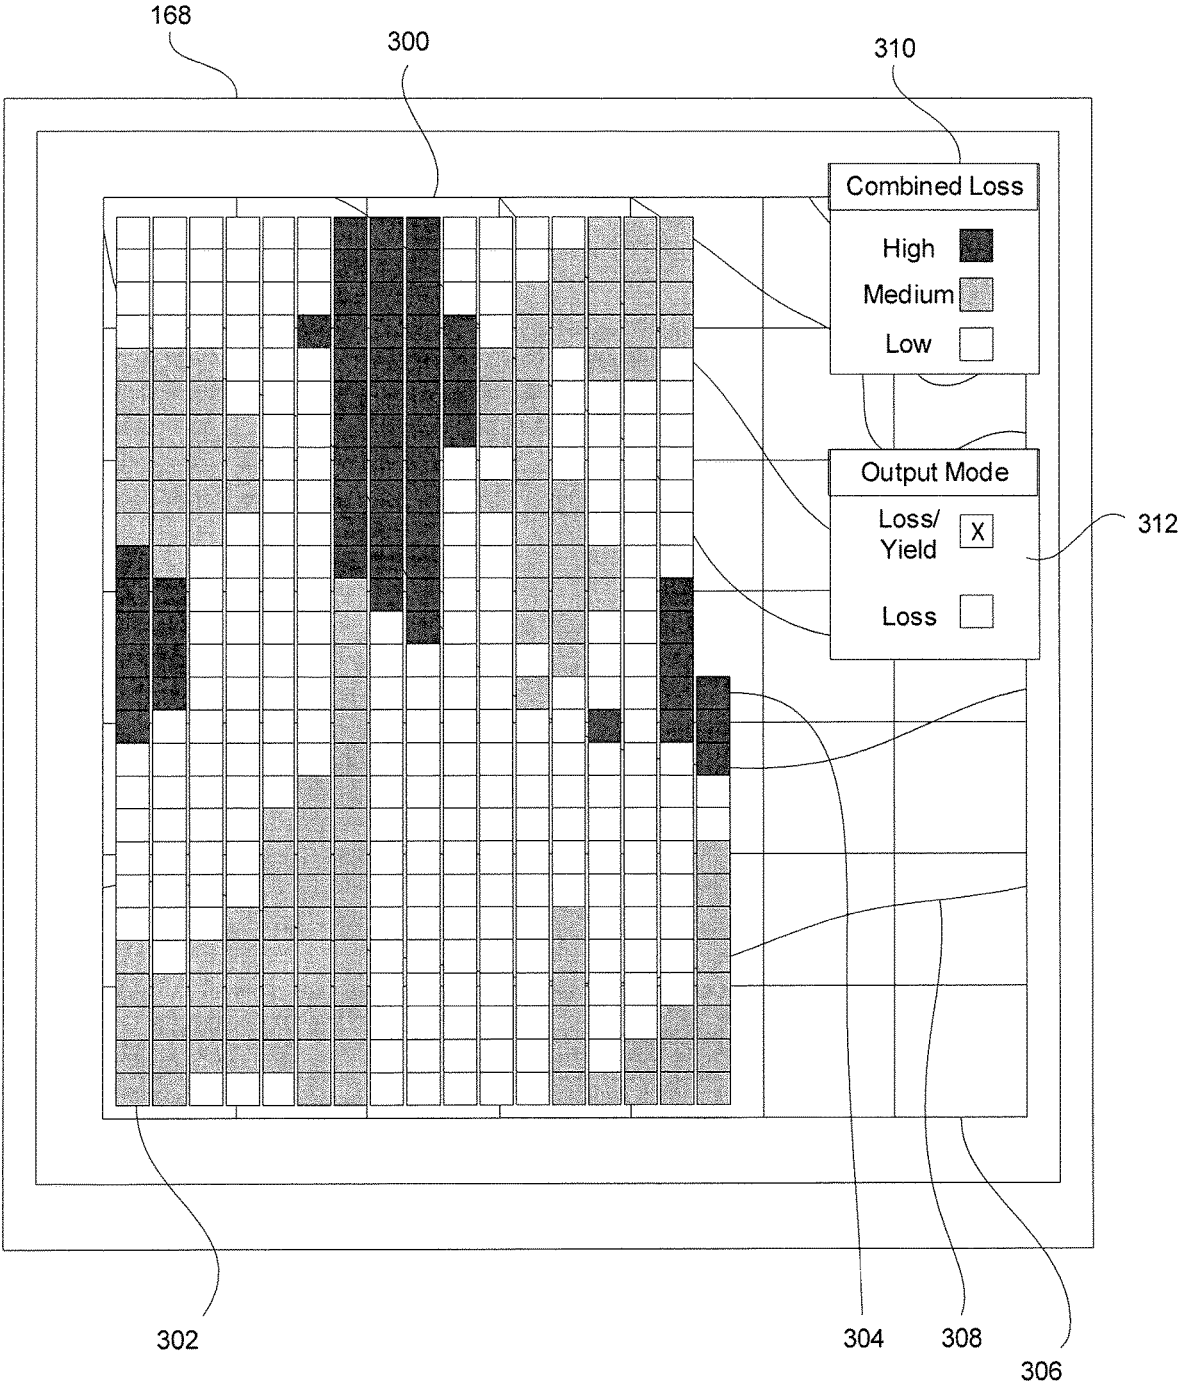 168
300
310
Combined Loss
High
Medium
Low
Output Mode
Loss/
Yield
X
312
Loss
302
304
308
306